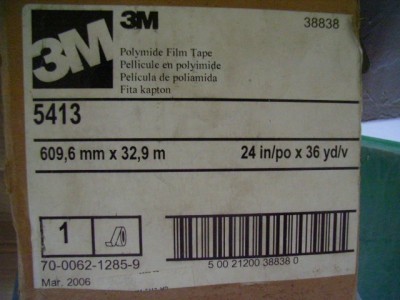 3M
3M
38838
Polymide Film Tape
Pellicule en polyimide
Película de poliamida
Fita kapton
5413
609,6 mm x 32,9 m
24 in/po x 36 yd/v
1
70-0062-1285-9
5 00 21200 38838 0
Mar. 2006